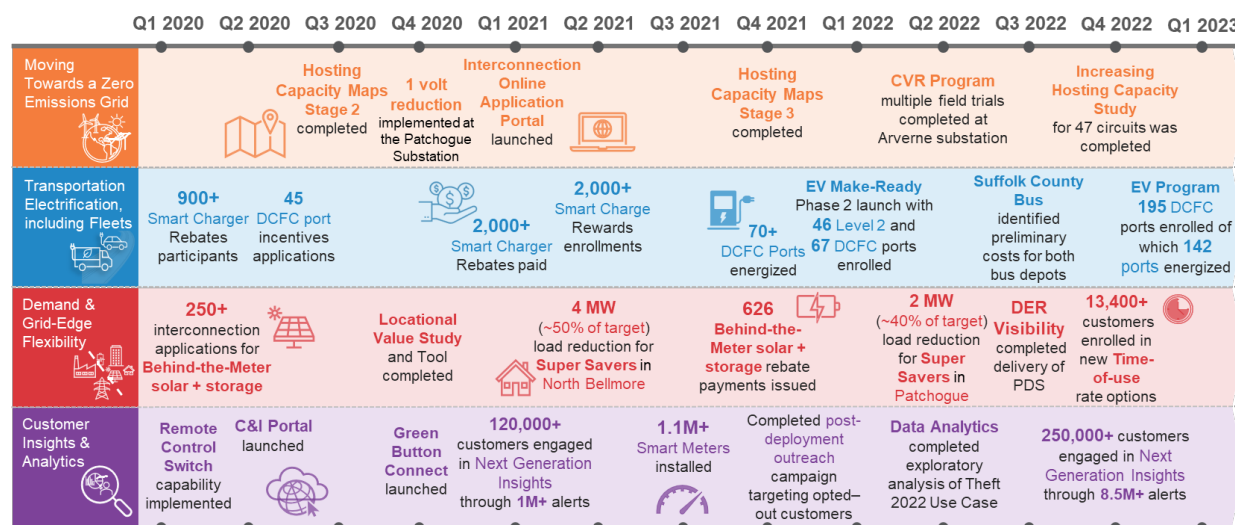 Q1 2020 Q2 2020 Q3 2020 Q4 2020 Q1 2021 Q2 2021 Q3 2021 Q4 2021 Q1 2022 Q2 2022 Q3 2022 Q4 2022 Q1 2023
Moving
Towards a Zero
Emissions Grid
Hosting
Capacity Maps
Stage 2
completed
1 volt
reduction
implemented at
the Patchogue
Substation
Interconnection
Online
Application
Portal
launched
Hosting
Capacity Maps
Stage 3
completed
CVR Program
multiple field trials
completed at
Arverne substation
Increasing
Hosting Capacity
Study
for 47 circuits was
completed
Transportation
Electrification,
including Fleets
900+
Smart Charger
Rebates
participants
45
DCFC port
incentives
applications
2,000+
Smart Charger
Rebates paid
2,000+
Smart Charge
Rewards
enrollments
70+
DCFC Ports
energized
EV Make-Ready
Phase 2 launch with
46 Level 2 and
67 DCFC ports
enrolled
Suffolk County
Bus
identified
preliminary
costs for both
bus depots
EV Program
195 DCFC
ports enrolled of
which 142
ports energized
Demand &
Grid-Edge
Flexibility
250+
interconnection
applications for
Behind-the-Meter
solar + storage
Locational
Value Study
and Tool
completed
4 MW
(~50% of target)
load reduction for
Super Savers in
North Bellmore
626
Behind-the-
Meter solar +
storage rebate
payments issued
2 MW
(~40% of target)
load reduction
for Super
Savers in
Patchogue
DER
Visibility
completed
delivery of
PDS
13,400+
customers
enrolled in
new Time-
of-use
rate options
Customer
Insights &
Analytics
Remote
Control
Switch
capability
implemented
C&I Portal
launched
Green
Button
Connect
launched
120,000+
customers engaged
in Next Generation
Insights
through 1M+ alerts
1.1M+
Smart Meters
installed
Completed post-
deployment
outreach
campaign
targeting opted–
out customers
Data Analytics
completed
exploratory
analysis of Theft
2022 Use Case
250,000+ customers
engaged in Next
Generation Insights
through 8.5M+ alerts